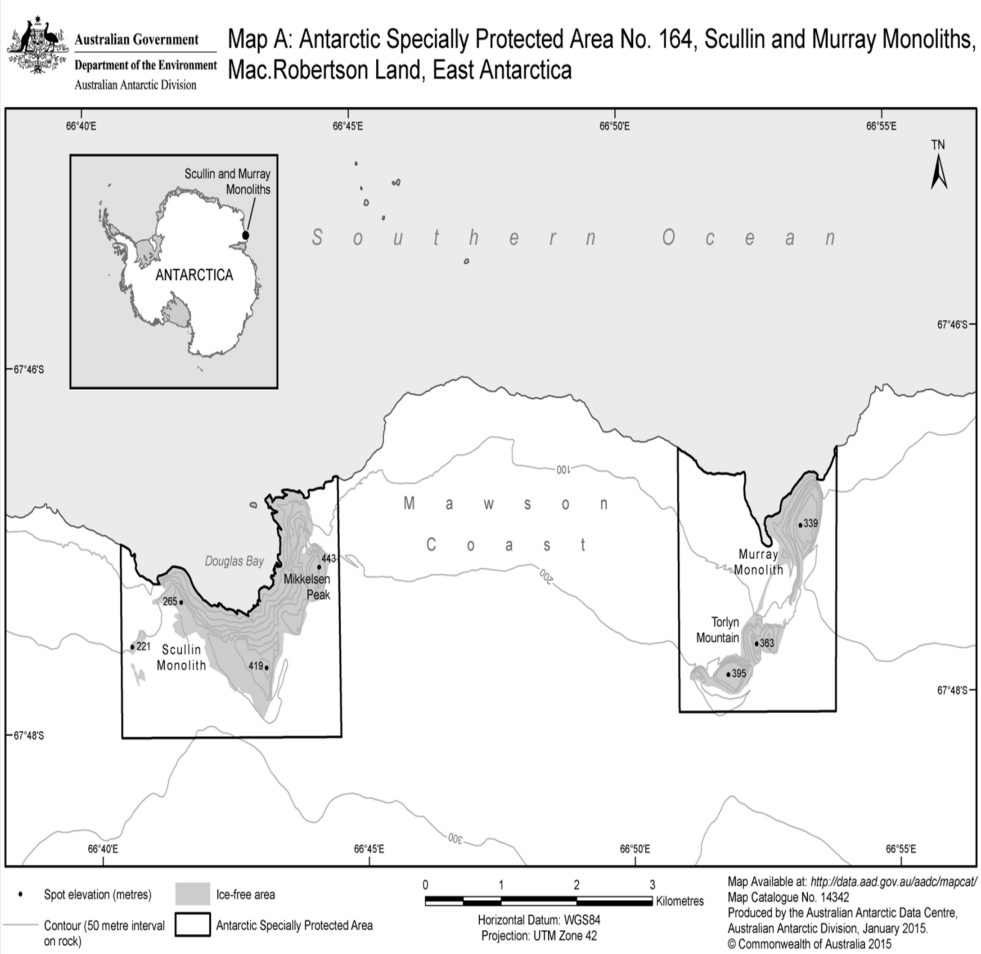 Australian Government
Department of the Environment
Australian Antarctic Division
Map A: Antarctic Specially Protected Area No. 164, Scullin and Murray Monoliths,
Mac.Robertson Land, East Antarctica
66°40'E
66°45'E
66°50'E
66°55'E
TN
Scullin and Murray
Monoliths
ANTARCTICA
Southern Ocean
67°46'S
67°46'S
100
Mawson
Coast
200
339
Murray
Monolith
Douglas Bay
443
Mikkelsen
Peak
265
221
Scullin
Monolith
419
Torlyn
Mountain
363
395
67°48'S
67°48'S
300
66°40'E
66°45'E
66°50'E
66°55'E
Spot elevation (metres)
Ice-free area
Contour (50 metre interval
on rock)
Antarctic Specially Protected Area
0 1 2 3
Kilometres
Horizontal Datum: WGS84
Projection: UTM Zone 42
Map Available at: http://data.aad.gov.au/aadc/mapcat/
Map Catalogue No. 14342
Produced by the Australian Antarctic Data Centre,
Australian Antarctic Division, January 2015.
© Commonwealth of Australia 2015